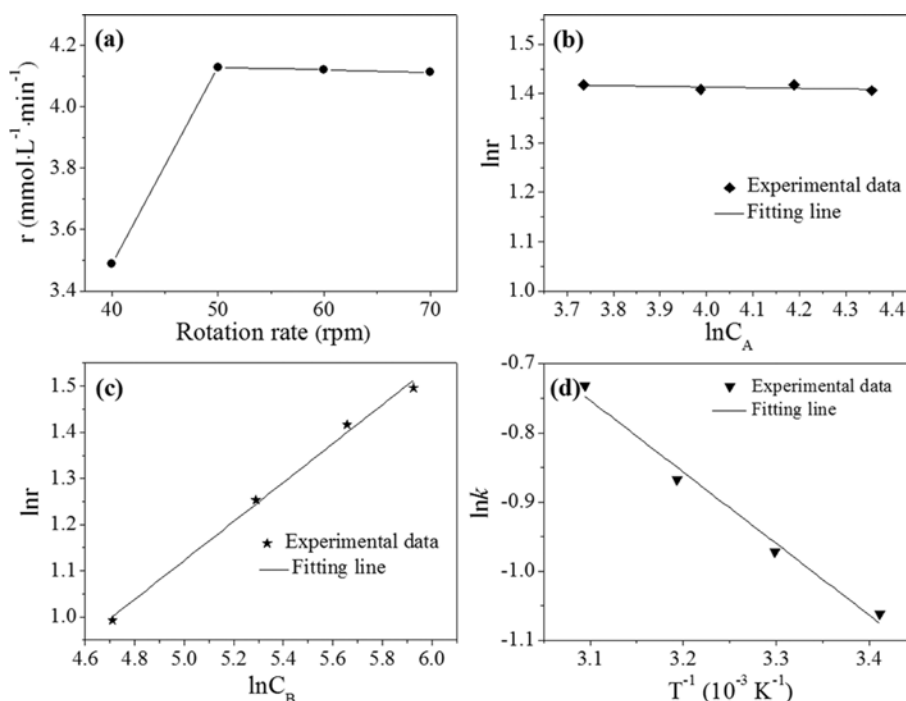 (a)
r (mmol·L⁻¹·min⁻¹)
4.2
4.0
3.8
3.6
3.4
40
50
60
70
Rotation rate (rpm)
(b)
lnr
1.5
1.4
1.3
1.2
1.1
1.0
Experimental data
Fitting line
3.7
3.8
3.9
4.0
4.1
4.2
4.3
4.4
lnC_A
(c)
lnr
1.5
1.4
1.3
1.2
1.1
1.0
Experimental data
Fitting line
4.6
4.8
5.0
5.2
5.4
5.6
5.8
6.0
lnC_B
(d)
lnk
-0.7
-0.8
-0.9
-1.0
-1.1
Experimental data
Fitting line
3.1
3.2
3.3
3.4
T⁻¹ (10⁻³ K⁻¹)